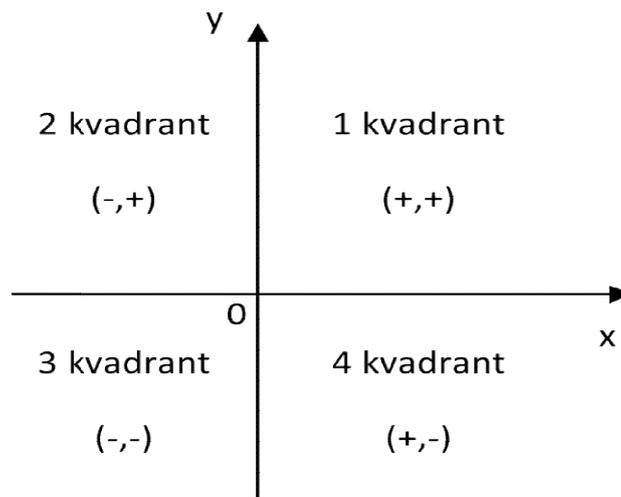 y
2 kvadrant
1 kvadrant
(-,+)
(+,+)
0
x
3 kvadrant
4 kvadrant
(-,-)
(+,-)